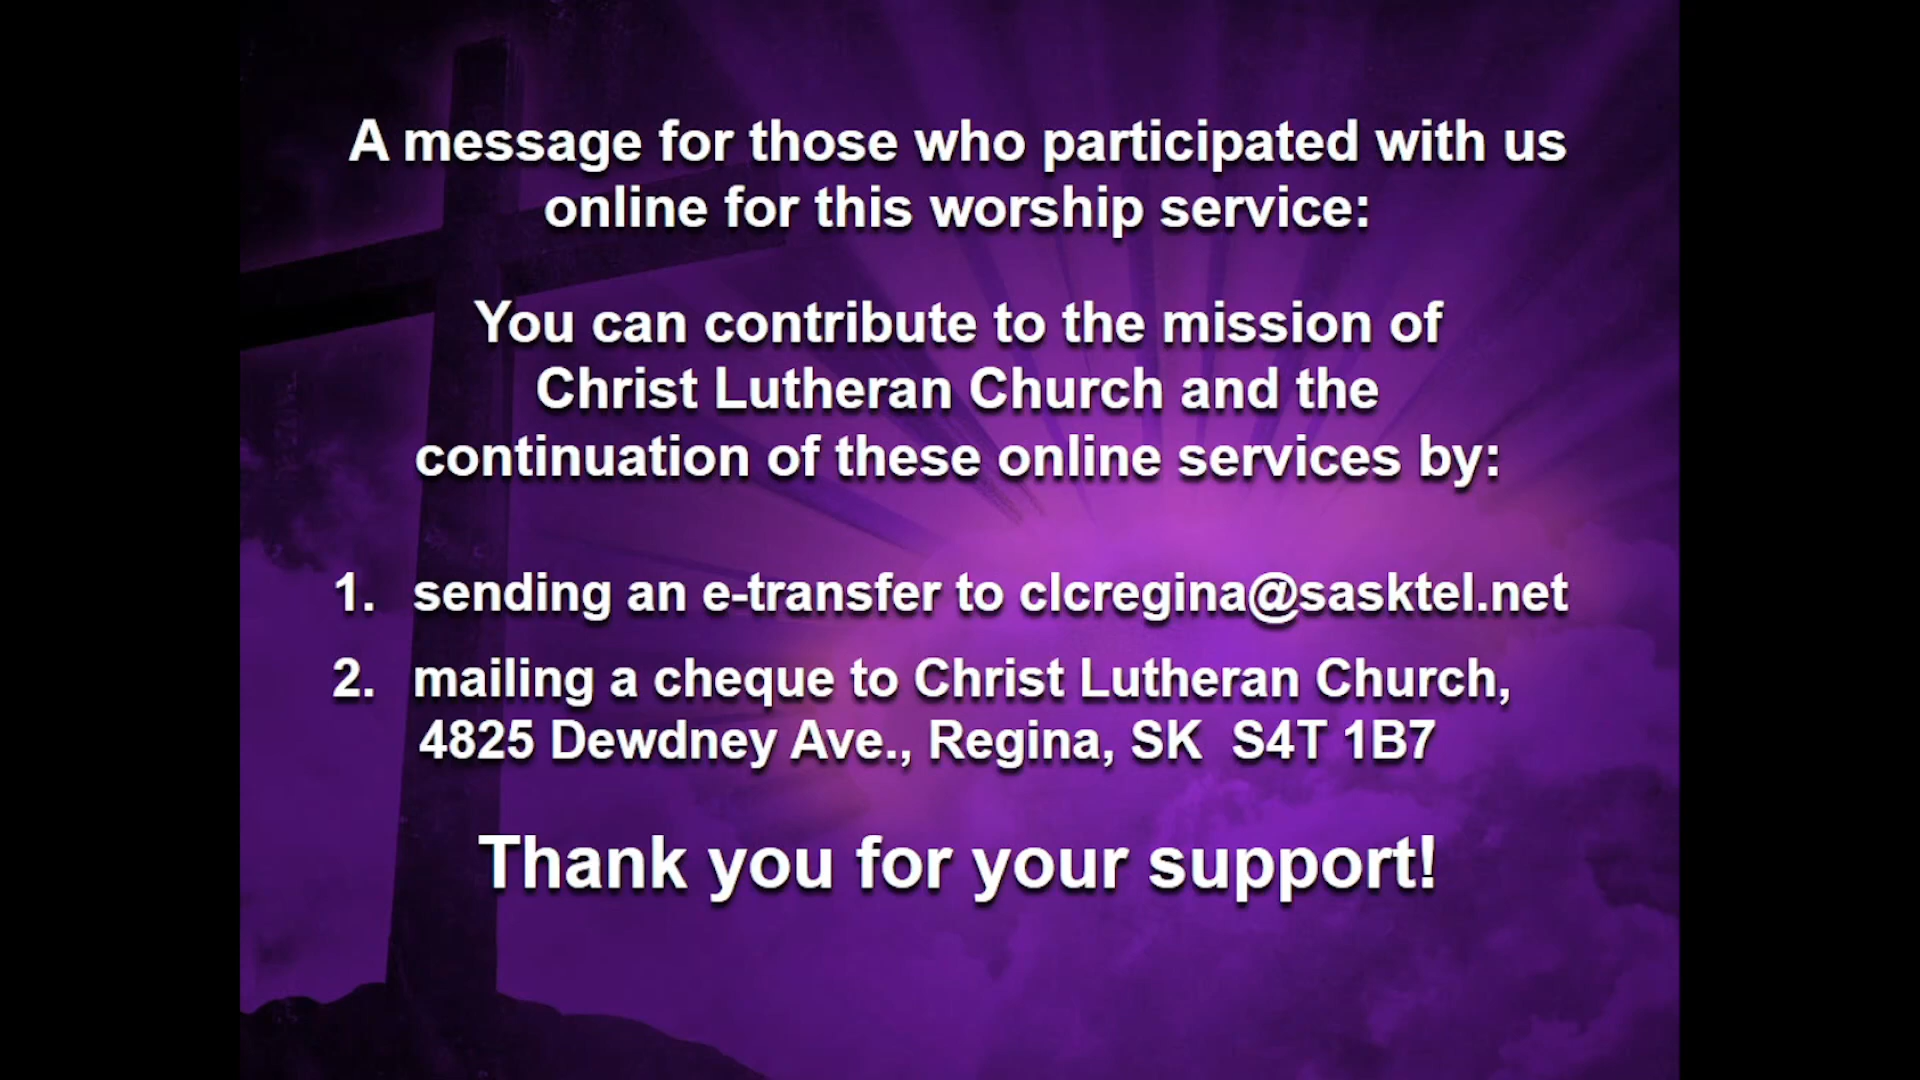 A message for those who participated with us
online for this worship service:
You can contribute to the mission of
Christ Lutheran Church and the
continuation of these online services by:
1. sending an e-transfer to clcregina@sasktel.net
2. mailing a cheque to Christ Lutheran Church,
4825 Dewdney Ave., Regina, SK  S4T 1B7
Thank you for your support!